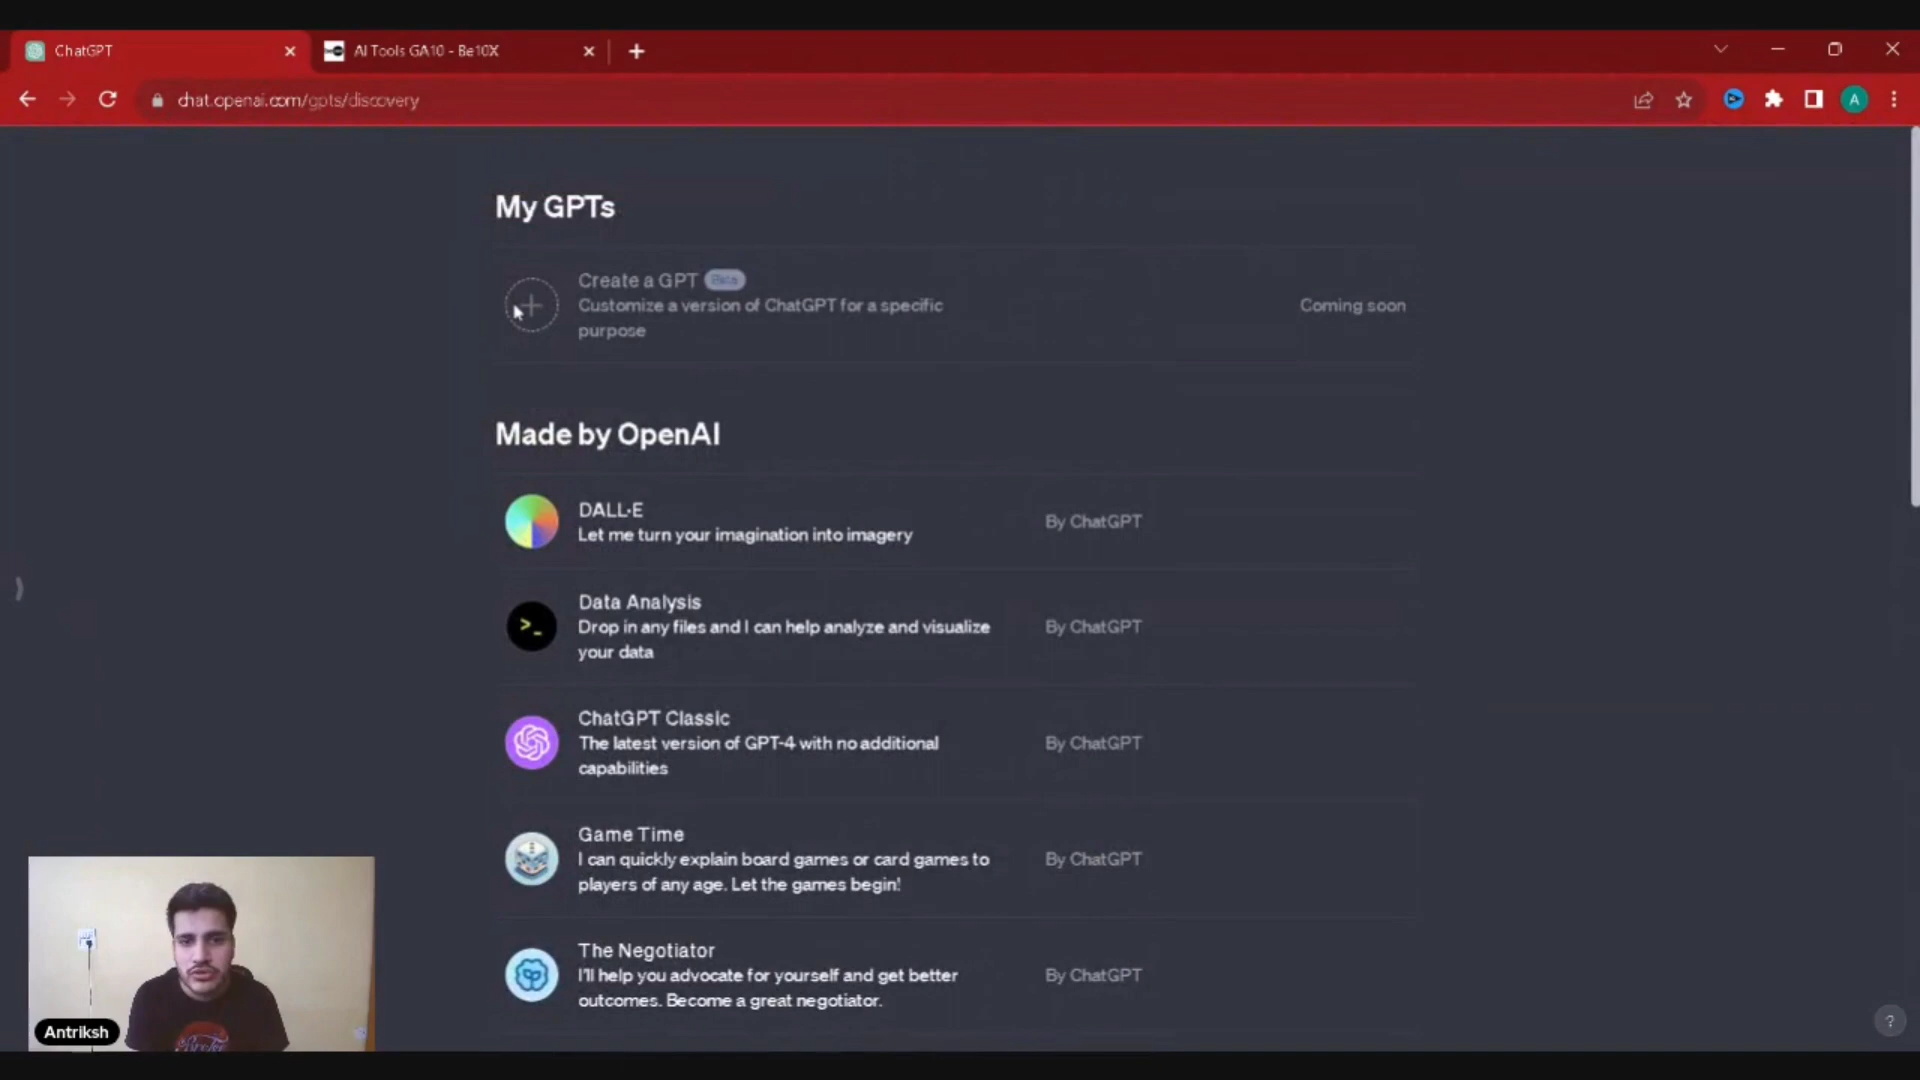 ChatGPT
AI Tools GA10 - Be10X
chat.openai.com/gpts/discovery
A
My GPTs
Create a GPT Beta
Customize a version of ChatGPT for a specific
purpose
Coming soon
Made by OpenAI
DALL·E
Let me turn your imagination into imagery
By ChatGPT
Data Analysis
Drop in any files and I can help analyze and visualize
your data
By ChatGPT
ChatGPT Classic
The latest version of GPT-4 with no additional
capabilities
By ChatGPT
Game Time
I can quickly explain board games or card games to
players of any age. Let the games begin!
By ChatGPT
The Negotiator
I'll help you advocate for yourself and get better
outcomes. Become a great negotiator.
By ChatGPT
Antriksh
?